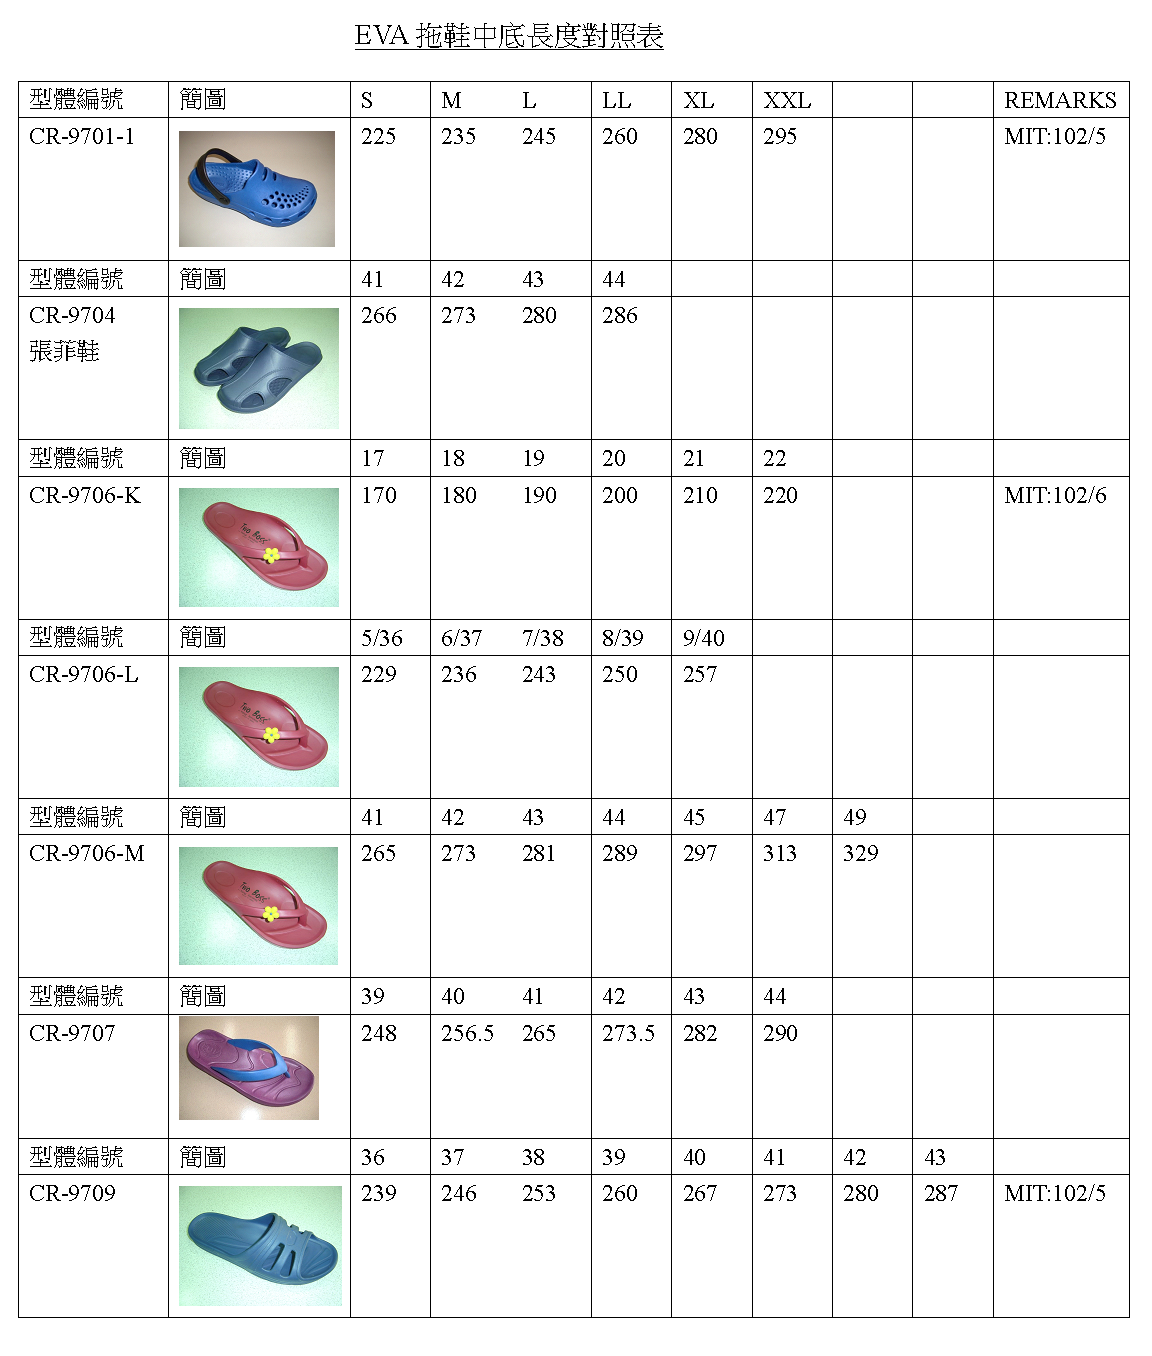 EVA 拖鞋中底長度對照表
型體編號 簡圖 S M L LL XL XXL REMARKS
CR-9701-1 225 235 245 260 280 295 MIT:102/5
型體編號 簡圖 41 42 43 44
CR-9704 266 273 280 286
張菲鞋
型體編號 簡圖 17 18 19 20 21 22
CR-9706-K 170 180 190 200 210 220 MIT:102/6
Two Boss
型體編號 簡圖 5/36 6/37 7/38 8/39 9/40
CR-9706-L 229 236 243 250 257
Two Boss
型體編號 簡圖 41 42 43 44 45 47 49
CR-9706-M 265 273 281 289 297 313 329
Two Boss
型體編號 簡圖 39 40 41 42 43 44
CR-9707 248 256.5 265 273.5 282 290
型體編號 簡圖 36 37 38 39 40 41 42 43
CR-9709 239 246 253 260 267 273 280 287 MIT:102/5